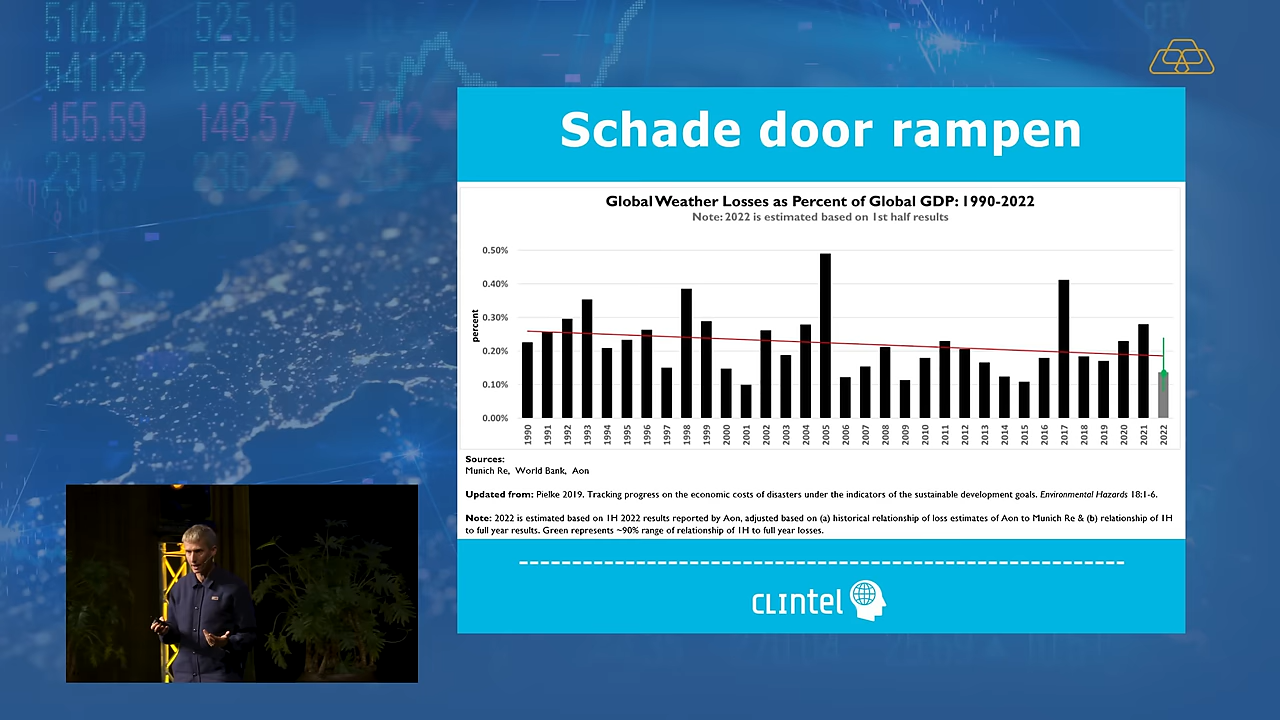 514.79 525.19
541.32 557.29 15.9
155.59 148.57 7.02
231.37 236.
Schade door rampen
Global Weather Losses as Percent of Global GDP: 1990-2022
Note: 2022 is estimated based on 1st half results
percent
0.50%
0.40%
0.30%
0.20%
0.10%
0.00%
1990 1991 1992 1993 1994 1995 1996 1997 1998 1999 2000 2001 2002 2003 2004 2005 2006 2007 2008 2009 2010 2011 2012 2013 2014 2015 2016 2017 2018 2019 2020 2021 2022
Sources:
Munich Re, World Bank, Aon
Updated from: Pielke 2019. Tracking progress on the economic costs of disasters under the indicators of the sustainable development goals. Environmental Hazards 18:1-6.
Note: 2022 is estimated based on 1H 2022 results reported by Aon, adjusted based on (a) historical relationship of loss estimates of Aon to Munich Re & (b) relationship of 1H
to full year results. Green represents ~90% range of relationship of 1H to full year losses.
CLINtel